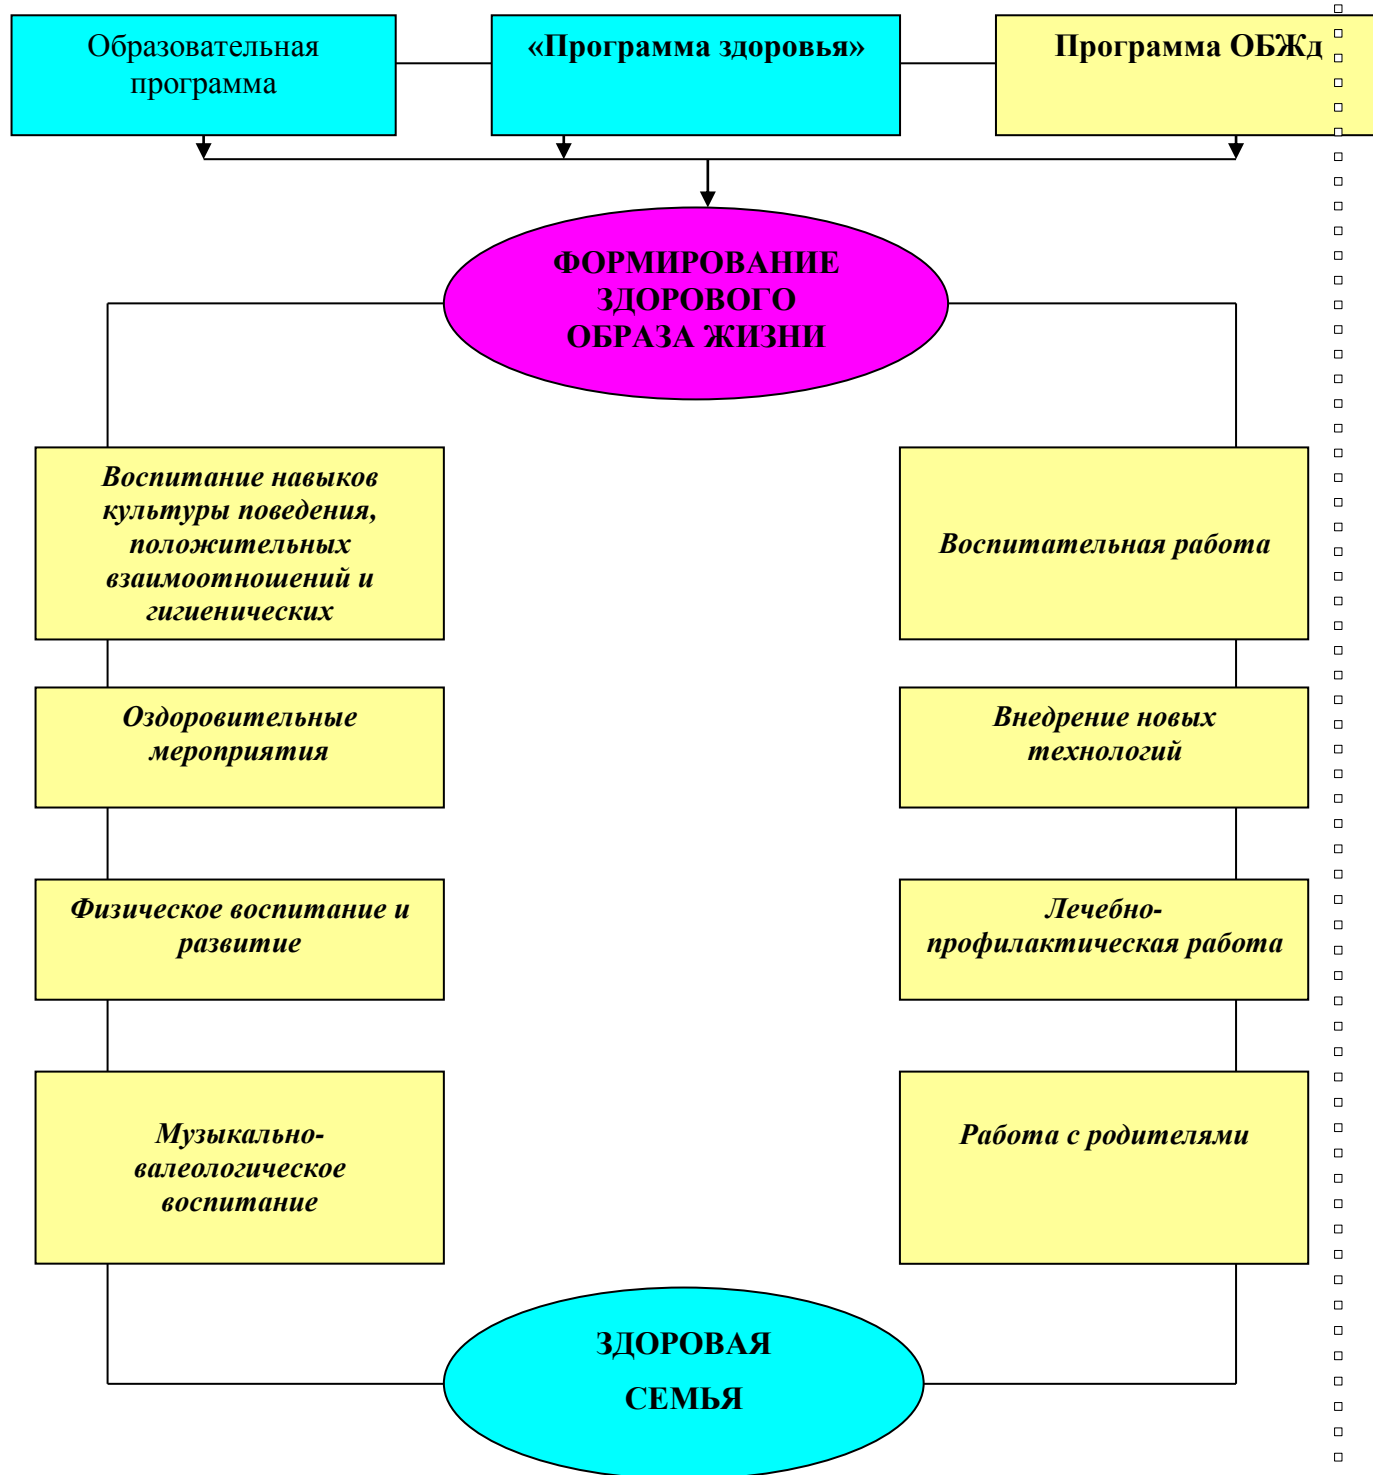 Образовательная
программа
«Программа здоровья»
Программа ОБЖд
ФОРМИРОВАНИЕ
ЗДОРОВОГО
ОБРАЗА ЖИЗНИ
Воспитание навыков
культуры поведения,
положительных
взаимоотношений и
гигиенических
Воспитательная работа
Оздоровительные
мероприятия
Внедрение новых
технологий
Физическое воспитание и
развитие
Лечебно-
профилактическая работа
Музыкально-
валеологическое
воспитание
Работа с родителями
ЗДОРОВАЯ
СЕМЬЯ